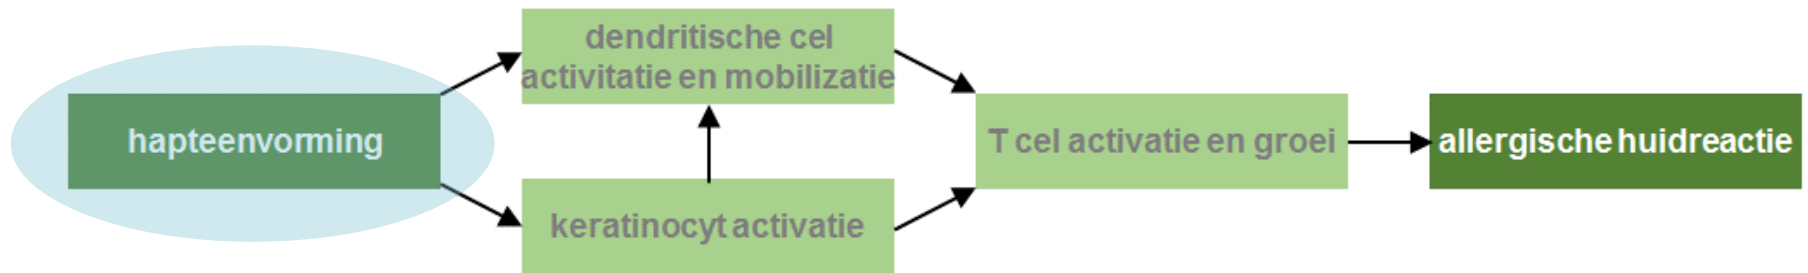 hapteenvorming
dendritische cel
activitatie en mobilizatie
keratinocyt activatie
T cel activatie en groei
allergische huidreactie